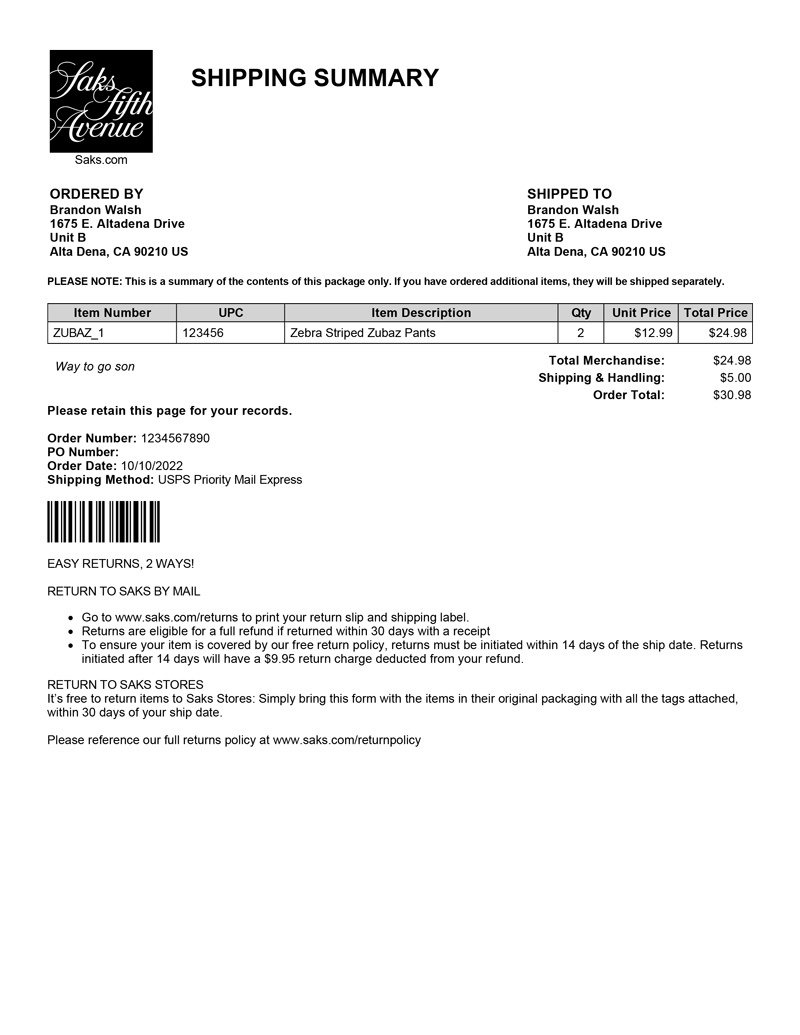 Saks
Fifth
Avenue
SHIPPING SUMMARY
Saks.com
ORDERED BY
Brandon Walsh
1675 E. Altadena Drive
Unit B
Alta Dena, CA 90210 US
SHIPPED TO
Brandon Walsh
1675 E. Altadena Drive
Unit B
Alta Dena, CA 90210 US
PLEASE NOTE: This is a summary of the contents of this package only. If you have ordered additional items, they will be shipped separately.
Item Number UPC Item Description Qty Unit Price Total Price
ZUBAZ_1 123456 Zebra Striped Zubaz Pants 2 $12.99 $24.98
Way to go son
Total Merchandise: $24.98
Shipping & Handling: $5.00
Order Total: $30.98
Please retain this page for your records.
Order Number: 1234567890
PO Number:
Order Date: 10/10/2022
Shipping Method: USPS Priority Mail Express
EASY RETURNS, 2 WAYS!
RETURN TO SAKS BY MAIL
• Go to www.saks.com/returns to print your return slip and shipping label.
• Returns are eligible for a full refund if returned within 30 days with a receipt
• To ensure your item is covered by our free return policy, returns must be initiated within 14 days of the ship date. Returns
initiated after 14 days will have a $9.95 return charge deducted from your refund.
RETURN TO SAKS STORES
It’s free to return items to Saks Stores: Simply bring this form with the items in their original packaging with all the tags attached,
within 30 days of your ship date.
Please reference our full returns policy at www.saks.com/returnpolicy